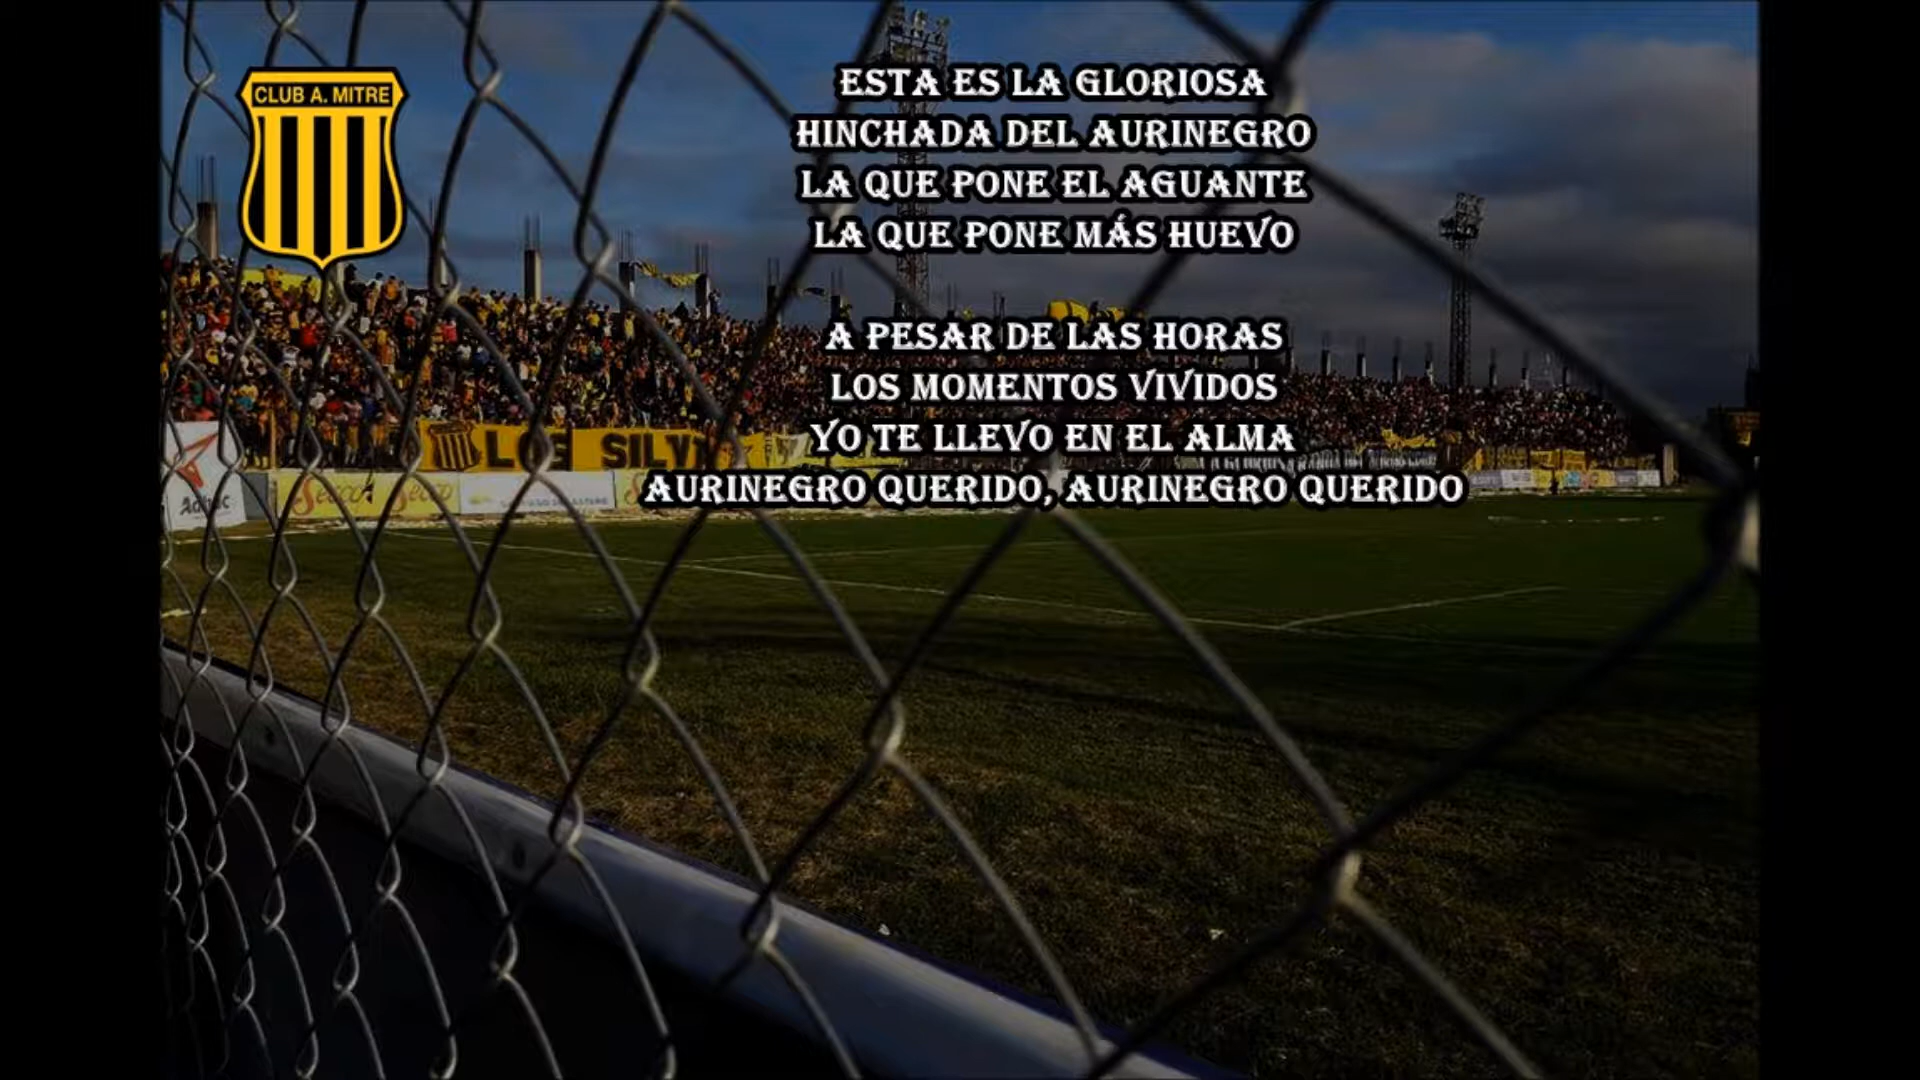 CLUB A. MITRE
ESTA ES LA GLORIOSA
HINCHADA DEL AURINEGRO
LA QUE PONE EL AGUANTE
LA QUE PONE MÁS HUEVO
A PESAR DE LAS HORAS
LOS MOMENTOS VIVIDOS
YO TE LLEVO EN EL ALMA
AURINEGRO QUERIDO, AURINEGRO QUERIDO
LOS